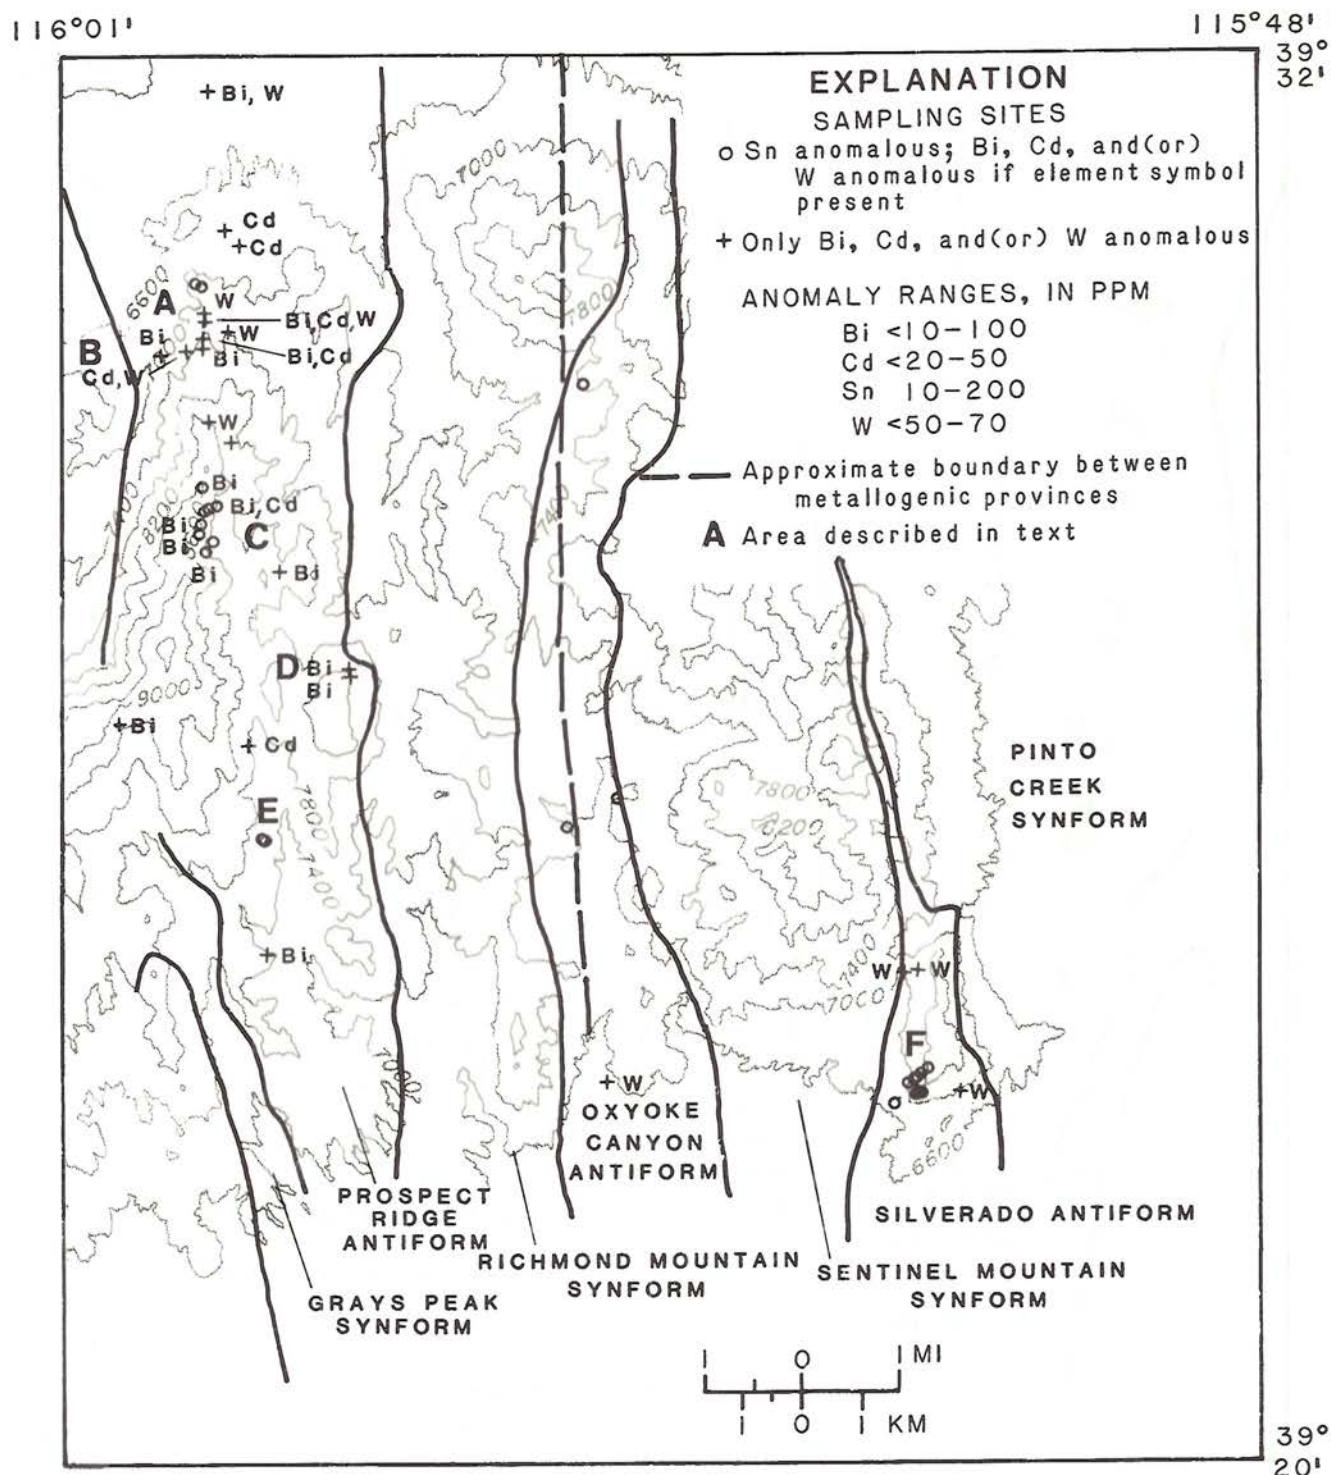 116°01'
115°48'
39°
32'
EXPLANATION
SAMPLING SITES
o Sn anomalous; Bi, Cd, and(or)
W anomalous if element symbol
present
+ Only Bi, Cd, and(or) W anomalous
ANOMALY RANGES, IN PPM
Bi <10-100
Cd <20-50
Sn 10-200
W <50-70
Approximate boundary between
metallogenic provinces
A Area described in text
+Bi, W
7000
+ Cd
+Cd
6600
A
W
7800
Bi
Bi,Cd,W
+W
B
Bi
Bi,Cd
Cd,W
+W
Bi
Bi,Cd
8200
7400
Bi
C
Bi
Bi
+Bi
D
Bi
Bi
9000
+Bi
+ Cd
PINTO
CREEK
SYNFORM
7800
E
7800
7400
+Bi
W
+W
7400
7000
F
+W
+W
OXYOKE
CANYON
ANTIFORM
6600
PROSPECT
RIDGE
ANTIFORM
SILVERADO ANTIFORM
RICHMOND MOUNTAIN
SYNFORM
SENTINEL MOUNTAIN
SYNFORM
GRAYS PEAK
SYNFORM
1 0 1 MI
1 0 1 KM
39°
20'